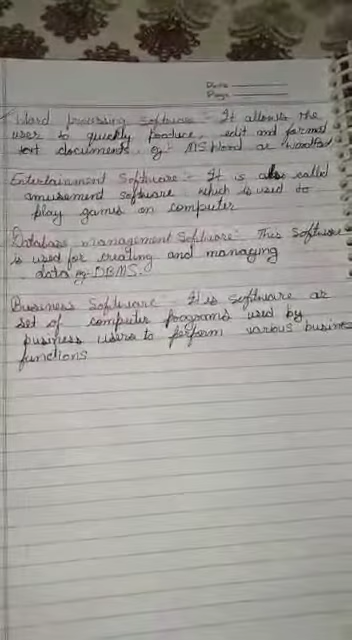 Date
Page
Word processing software :- It allows the
user to quickly produce, edit and format
text documents. eg:- MS Word or WordPad
Entertainment Software :- It is also called
amusement software which is used to
play games on computer
Database management Software :- This Software
is used for creating and managing
data eg:- DBMS.
Business Software - It is software or
set of computer programs used by
business users to perform various business
functions